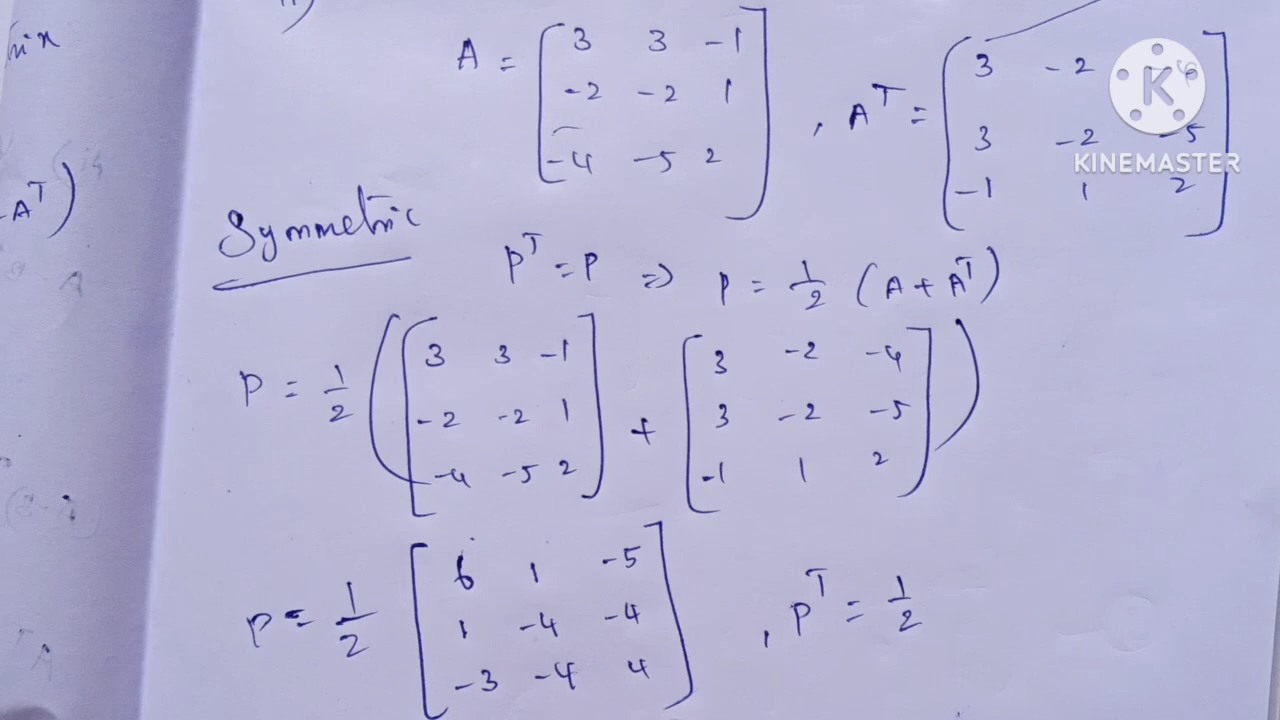 A = [ 3 3 -1 , A^T = [ 3 -2
-2 -2 1 3 -2 -5
-4 -5 2 ] -1 1 2 ]
KINEMASTER
-A^T)
Symmetric
P^T = P ⇒ P = 1/2 (A + A^T)
P = 1/2 ( [ 3 3 -1 ] + [ 3 -2 -4 ] )
-2 -2 1 3 -2 -5
-4 -5 2 -1 1 2
P = 1/2 [ 6 1 -5 ] , P^T = 1/2
1 -4 -4
-3 -4 4
A